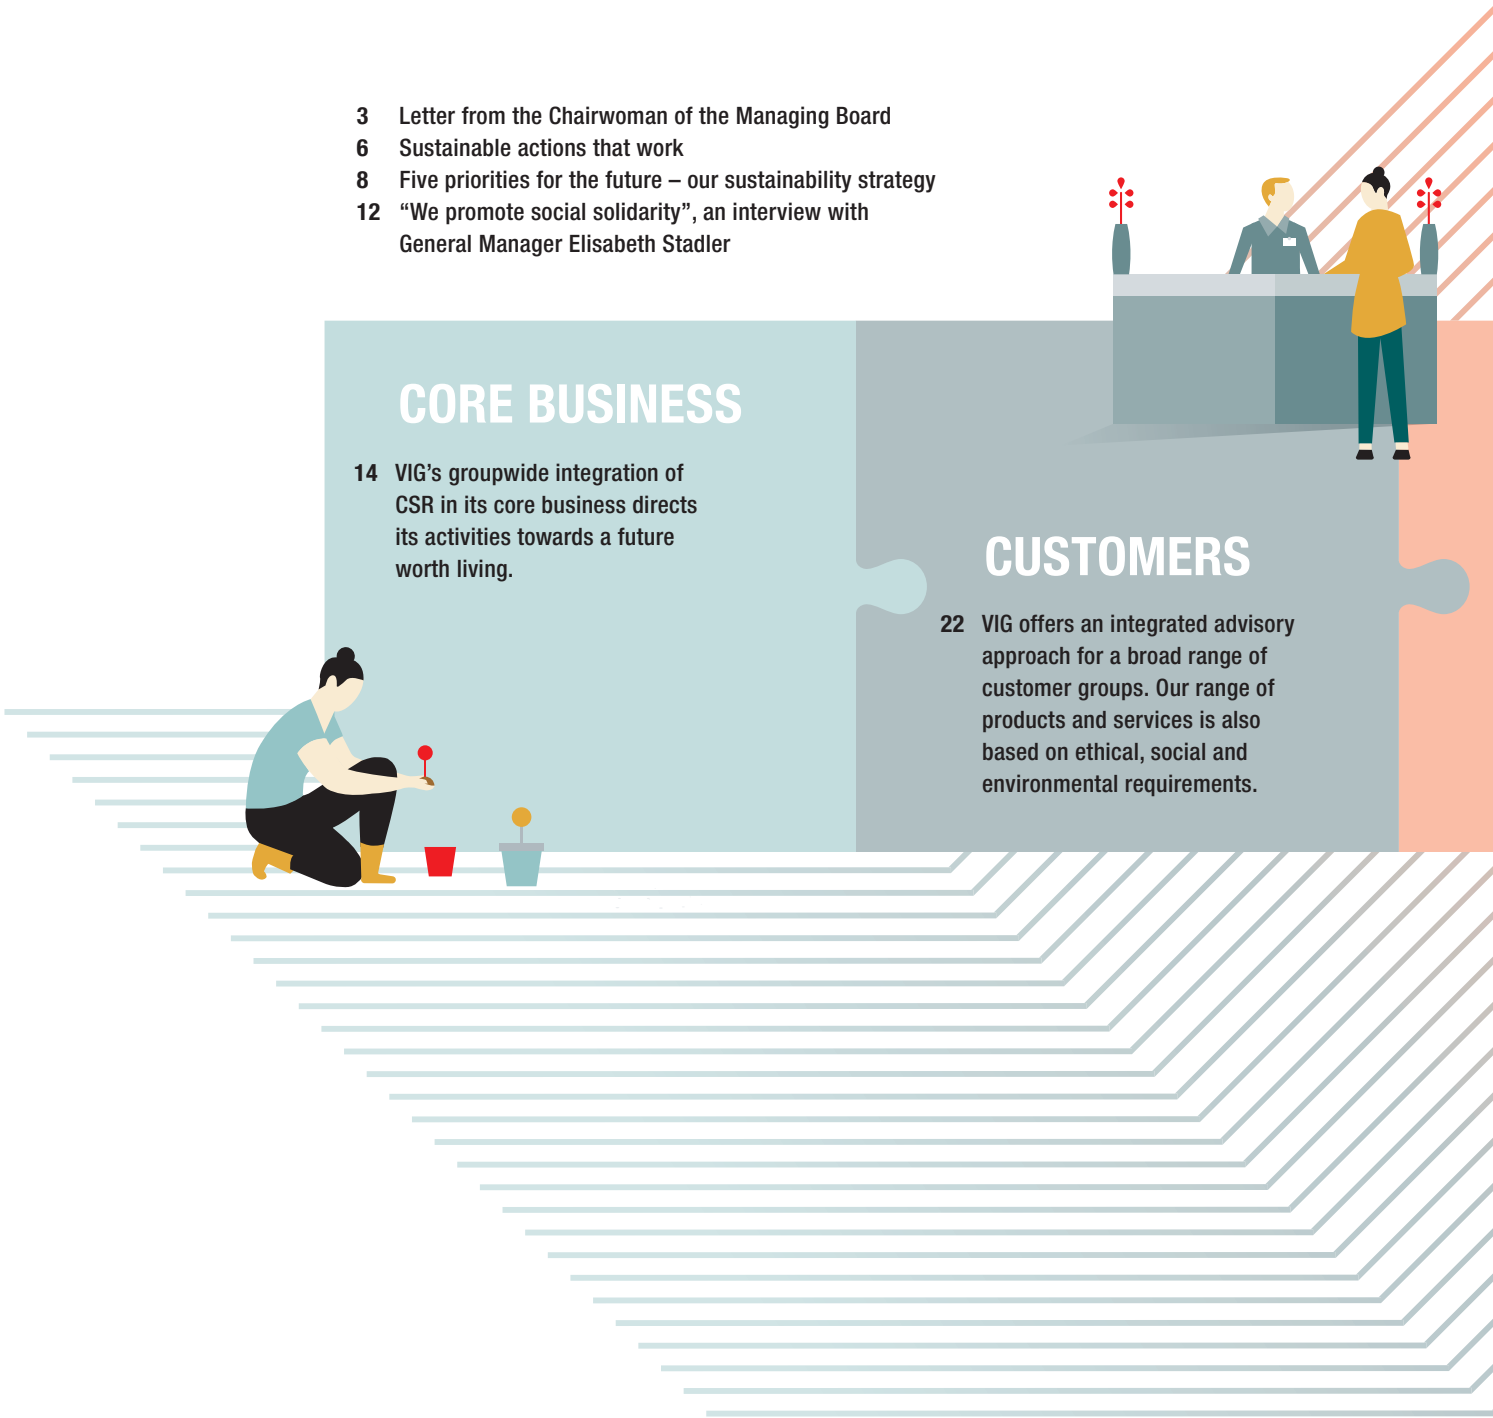 3 Letter from the Chairwoman of the Managing Board
6 Sustainable actions that work
8 Five priorities for the future – our sustainability strategy
12 “We promote social solidarity”, an interview with
General Manager Elisabeth Stadler
CORE BUSINESS
14 VIG’s groupwide integration of
CSR in its core business directs
its activities towards a future
worth living.
CUSTOMERS
22 VIG offers an integrated advisory
approach for a broad range of
customer groups. Our range of
products and services is also
based on ethical, social and
environmental requirements.